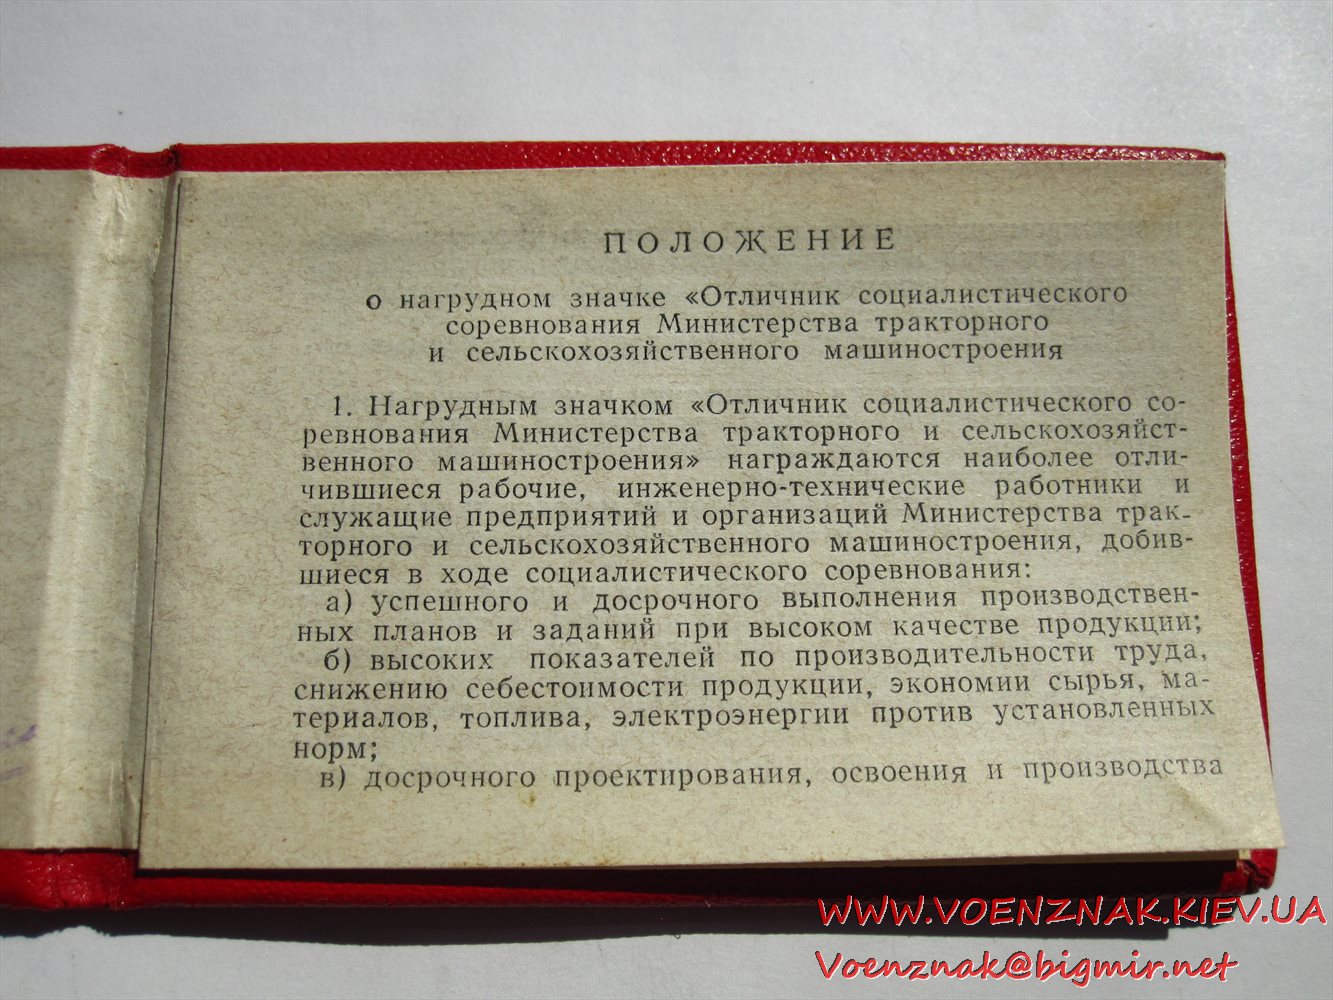 ПОЛОЖЕНИЕ
о нагрудном значке «Отличник социалистического
соревнования Министерства тракторного
и сельскохозяйственного машиностроения
1. Нагрудным значком «Отличник социалистического со-
ревнования Министерства тракторного и сельскохозяйст-
венного машиностроения» награждаются наиболее отли-
чившиеся рабочие, инженерно-технические работники и
служащие предприятий и организаций Министерства трак-
торного и сельскохозяйственного машиностроения, добив-
шиеся в ходе социалистического соревнования:
а) успешного и досрочного выполнения производствен-
ных планов и заданий при высоком качестве продукции;
б) высоких показателей по производительности труда,
снижению себестоимости продукции, экономии сырья, ма-
териалов, топлива, электроэнергии против установленных
норм;
в) досрочного проектирования, освоения и производства
WWW.VOENZNAK.KIEV.UA
Voenznak@bigmir.net